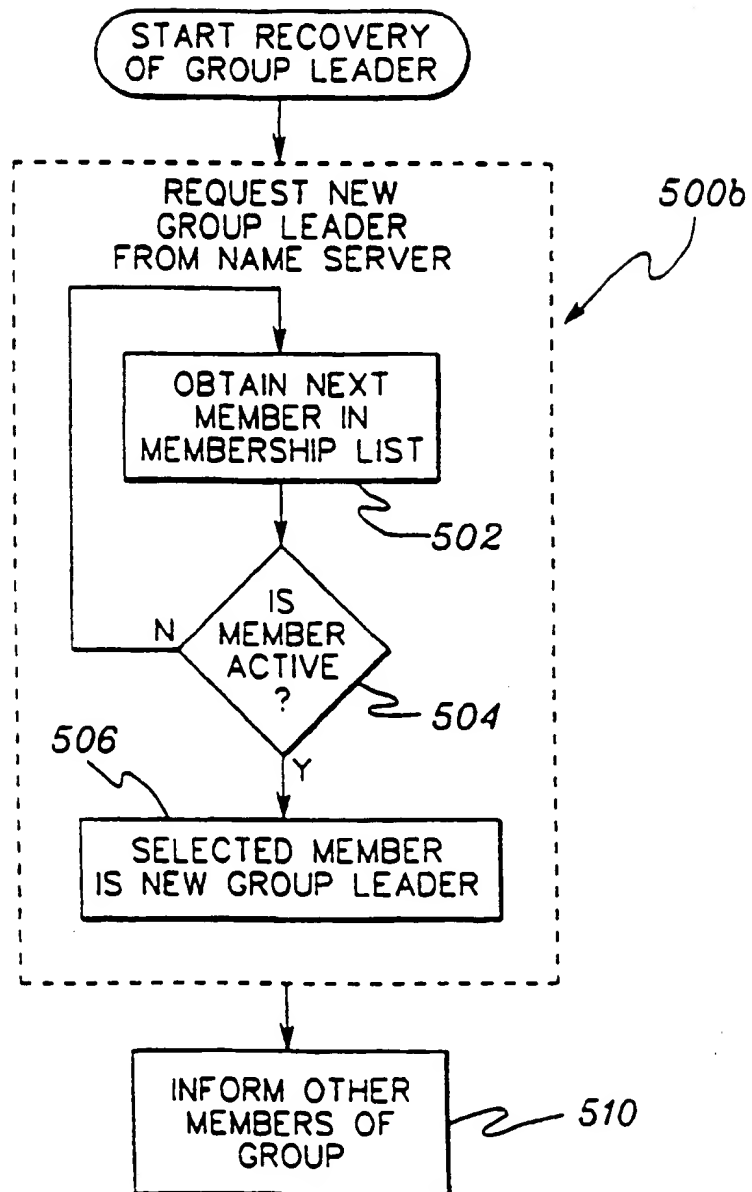 START RECOVERY
OF GROUP LEADER
REQUEST NEW
GROUP LEADER
FROM NAME SERVER
500b
OBTAIN NEXT
MEMBER IN
MEMBERSHIP LIST
502
IS
MEMBER
ACTIVE
?
N
504
Y
506
SELECTED MEMBER
IS NEW GROUP LEADER
INFORM OTHER
MEMBERS OF
GROUP
510